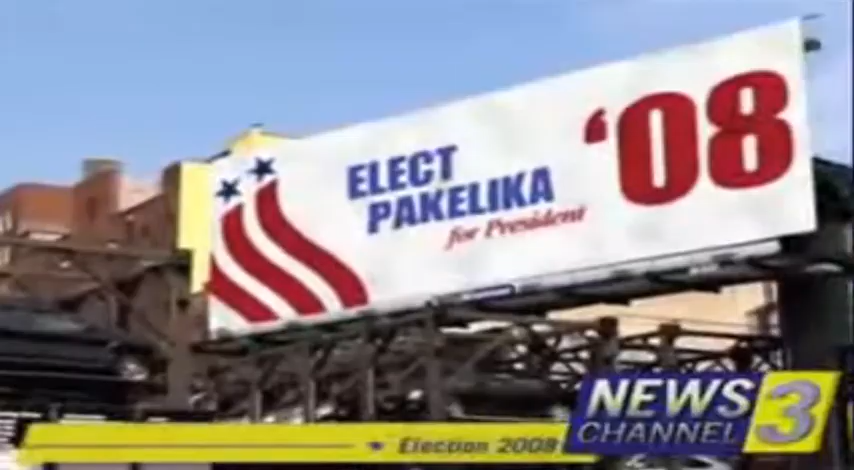 ELECT
PAKELIKA
for President
'08
Election 2008
NEWS
CHANNEL 3